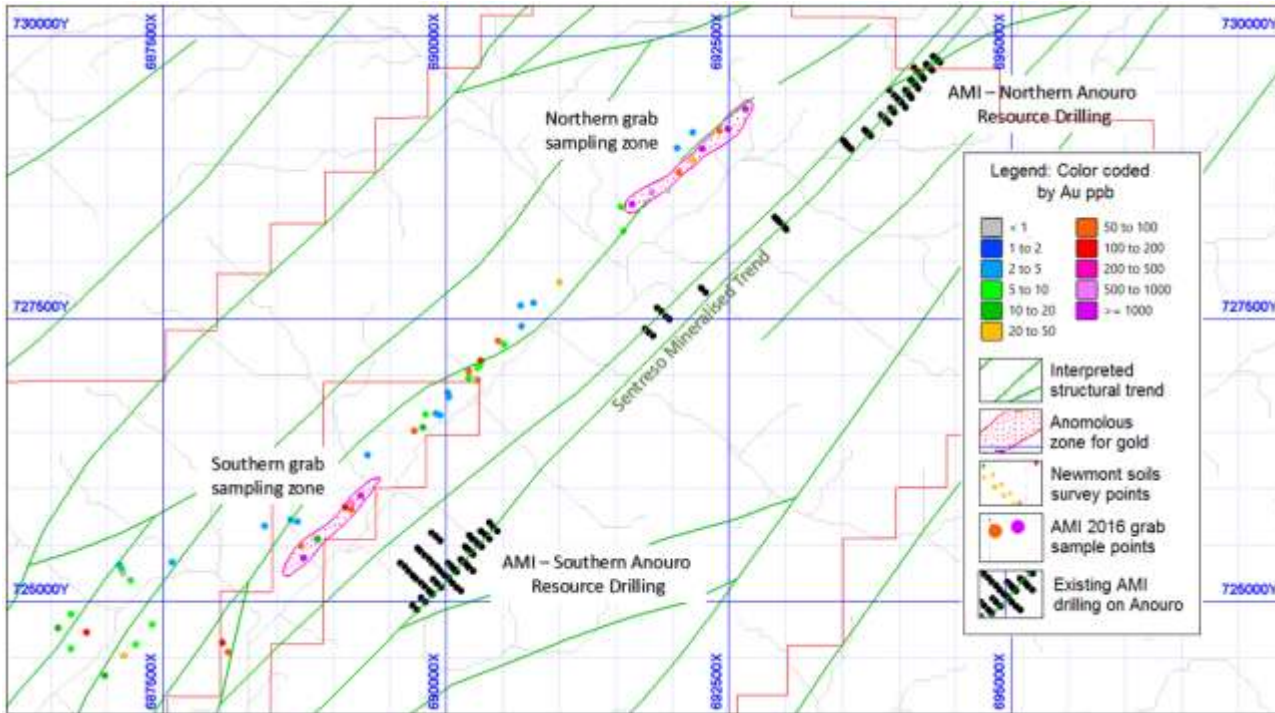 730000Y
730000Y
687500X
690000X
692500X
695000X
Northern grab
sampling zone
AMI – Northern Anouro
Resource Drilling
Legend: Color coded
by Au ppb
< 1
1 to 2
2 to 5
5 to 10
10 to 20
20 to 50
50 to 100
100 to 200
200 to 500
500 to 1000
>= 1000
Interpreted
structural trend
Anomolous
zone for gold
Newmont soils
survey points
AMI 2016 grab
sample points
Existing AMI
drilling on Anouro
727500Y
727500Y
Sentreso Mineralised Trend
Southern grab
sampling zone
AMI – Southern Anouro
Resource Drilling
725000Y
725000Y
687500X
690000X
692500X
695000X